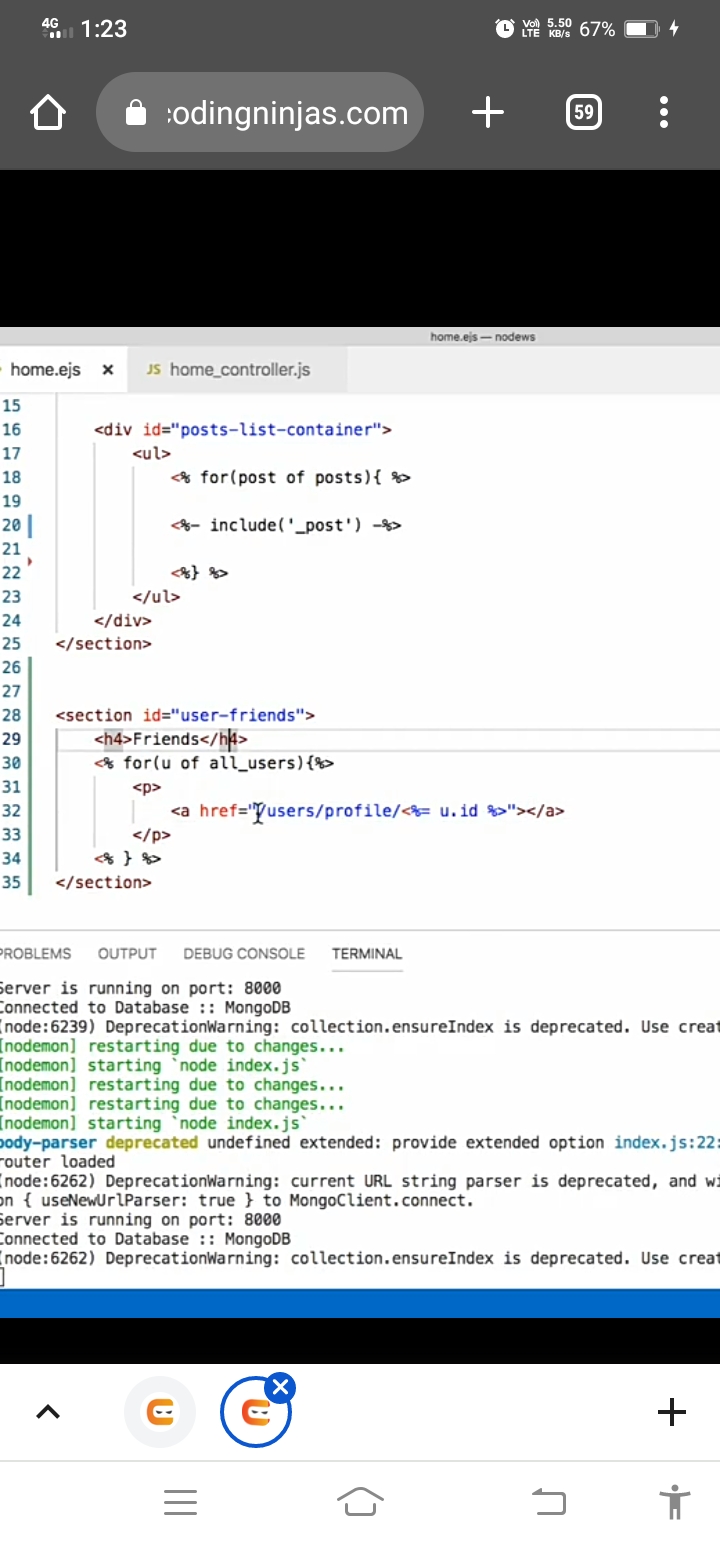 4G 1:23 Vo) LTE 5.50 KB/s 67%
codingninjas.com 59
home.ejs — nodews
home.ejs × JS home_controller.js
15
16 <div id="posts-list-container">
17 <ul>
18 <% for(post of posts){ %>
19
20 <%- include('_post') -%>
21
22 <%} %>
23 </ul>
24 </div>
25 </section>
26
27
28 <section id="user-friends">
29 <h4>Friends</h4>
30 <% for(u of all_users){%>
31 <p>
32 <a href="/users/profile/<%= u.id %>"></a>
33 </p>
34 <% } %>
35 </section>
PROBLEMS OUTPUT DEBUG CONSOLE TERMINAL
Server is running on port: 8000
Connected to Database :: MongoDB
(node:6239) DeprecationWarning: collection.ensureIndex is deprecated. Use creat
[nodemon] restarting due to changes...
[nodemon] starting `node index.js`
[nodemon] restarting due to changes...
[nodemon] restarting due to changes...
[nodemon] starting `node index.js`
body-parser deprecated undefined extended: provide extended option index.js:22:
router loaded
(node:6262) DeprecationWarning: current URL string parser is deprecated, and wi
on { useNewUrlParser: true } to MongoClient.connect.
Server is running on port: 8000
Connected to Database :: MongoDB
(node:6262) DeprecationWarning: collection.ensureIndex is deprecated. Use creat